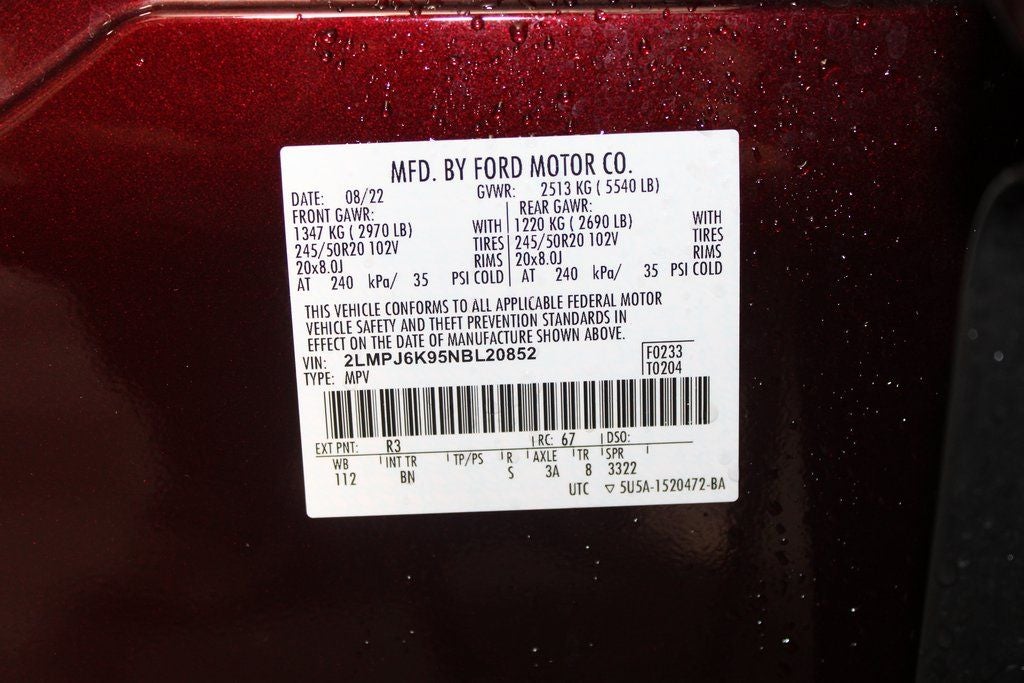 MFD. BY FORD MOTOR CO.
DATE: 08/22 GVWR: 2513 KG ( 5540 LB)
FRONT GAWR: REAR GAWR:
1347 KG ( 2970 LB) WITH 1220 KG ( 2690 LB) WITH
245/50R20 102V TIRES 245/50R20 102V TIRES
20x8.0J RIMS 20x8.0J RIMS
AT 240 kPa/ 35 PSI COLD AT 240 kPa/ 35 PSI COLD
THIS VEHICLE CONFORMS TO ALL APPLICABLE FEDERAL MOTOR
VEHICLE SAFETY AND THEFT PREVENTION STANDARDS IN
EFFECT ON THE DATE OF MANUFACTURE SHOWN ABOVE.
VIN: 2LMPJ6K95NBL20852 F0233
TYPE: MPV T0204
EXT PNT: R3 RC: 67 DSO:
WB INT TR TP/PS R AXLE TR SPR
112 BN S 3A 8 3322
UTC ▽ 5U5A-1520472-BA